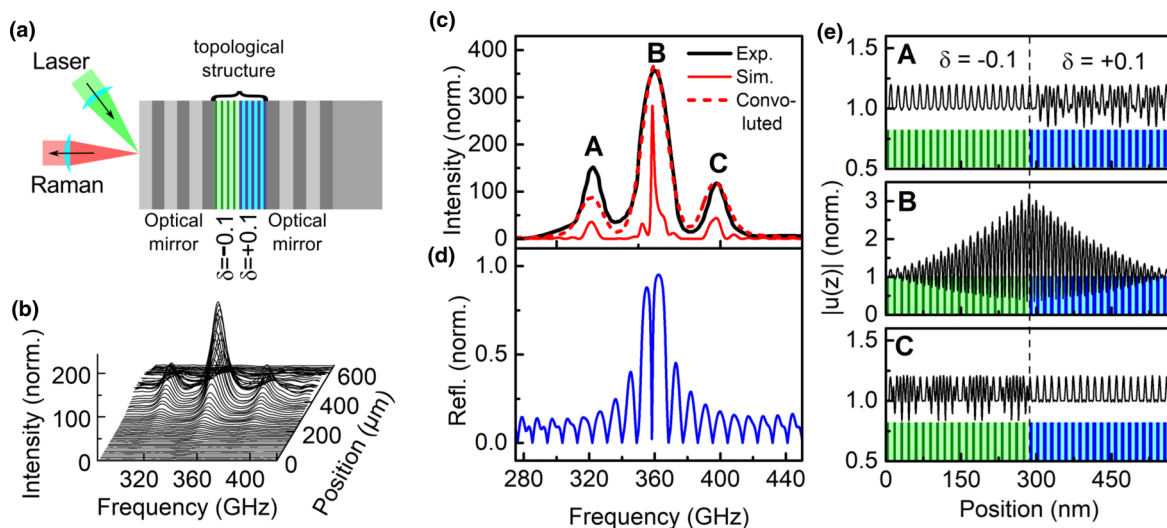 (a)
Laser
topological
structure
Raman
Optical
mirror
δ=-0.1
δ=+0.1
Optical
mirror
(b)
Intensity (norm.)
200
100
0
320
360
400
Frequency (GHz)
0
200
400
600
Position (μm)
(c)
Intensity (norm.)
400
300
200
100
0
A
B
C
Exp.
Sim.
Convo-
luted
(d)
Refl. (norm.)
1.0
0.5
0.0
280
320
360
400
440
Frequency (GHz)
(e)
|u(z)| (norm.)
1.5
1.0
0.5
A
δ = -0.1
δ = +0.1
3
2
1
0
B
1.5
1.0
0.5
C
0
150
300
450
Position (nm)